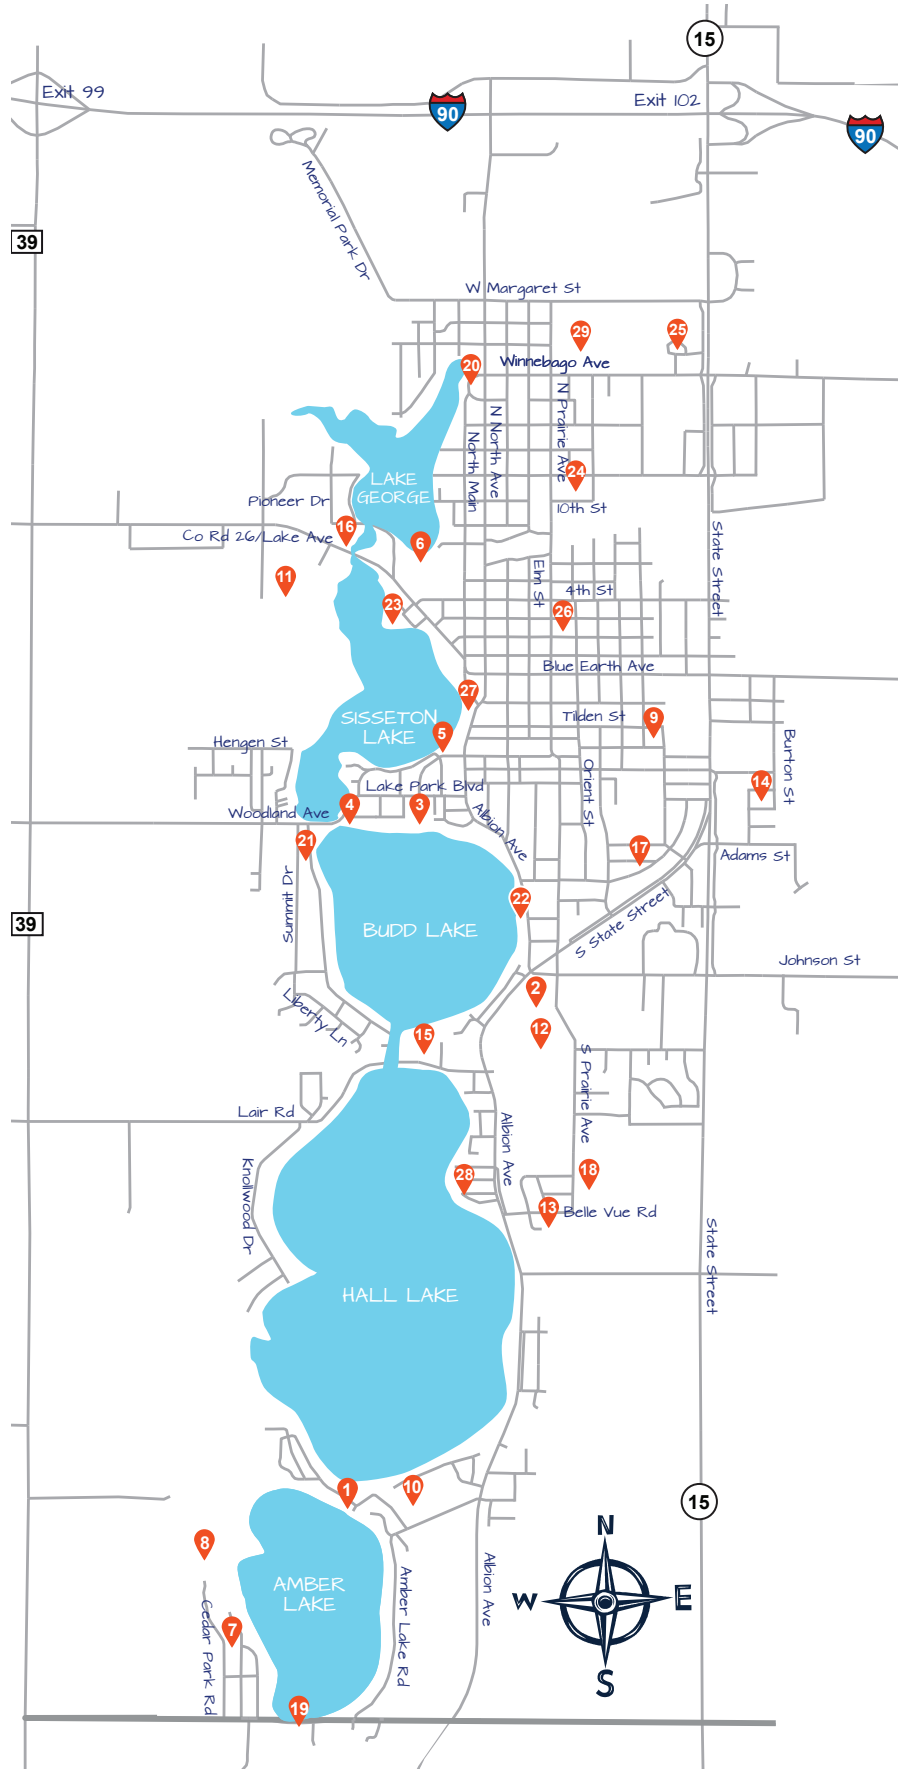 15
Exit 99
Exit 102
90
90
Memorial Park Dr
39
W Margaret St
29
25
Winnebago Ave
20
N Prairie Ave
N North Ave
North Main
24
LAKE
GEORGE
Pioneer Dr
10th St
16
Co Rd 26/Lake Ave
6
State Street
11
Elm St
4th St
23
26
Blue Earth Ave
27
SISSETON
LAKE
Tilden St
9
5
Hengen St
Burton St
Orient St
14
Lake Park Blvd
4
3
Woodland Ave
Albion Ave
21
17
Adams St
Summit Dr
22
39
BUDD LAKE
S State Street
Johnson St
2
Liberty Ln
15
12
S Prairie Ave
Lair Rd
Albion Ave
Knollwood Dr
28
18
13
Belle Vue Rd
State Street
HALL LAKE
1
10
15
8
N
AMBER
LAKE
Albion Ave
W
E
Amber Lake Rd
Cedar Park Rd
7
S
19